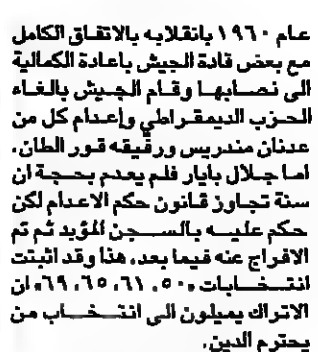 عام ١٩٦٠ بانقلابه بالاتفاق الكامل
مع بعض قادة الجيش باعادة الكمالية
الى نصابها وقام الجيش بالغاء
الحزب الديمقراطي وإعدام كل من
عدنان مندريس ورفيقه قور الطان.
اما جلال بايار فلم يعدم بحجة ان
سنة تجاوز قانون حكم الاعدام لكن
حكم عليه بالسجن المؤبد ثم تم
الافراج عنه فيما بعد، هذا وقد اثبتت
انتخابات «٥٠، ٦١، ٦٥، ٦٩» ان
الاتراك يميلون الى انتخاب من
يحترم الدين.